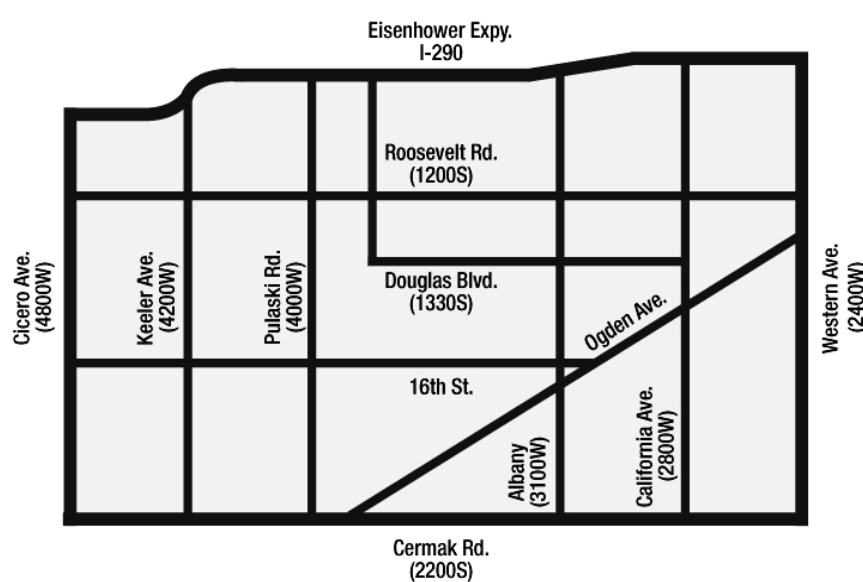 Eisenhower Expy.
I-290
Roosevelt Rd.
(1200S)
Cicero Ave.
(4800W)
Keeler Ave.
(4200W)
Pulaski Rd.
(4000W)
Douglas Blvd.
(1330S)
Ogden Ave.
Western Ave.
(2400W)
16th St.
Albany
(3100W)
California Ave.
(2800W)
Cermak Rd.
(2200S)